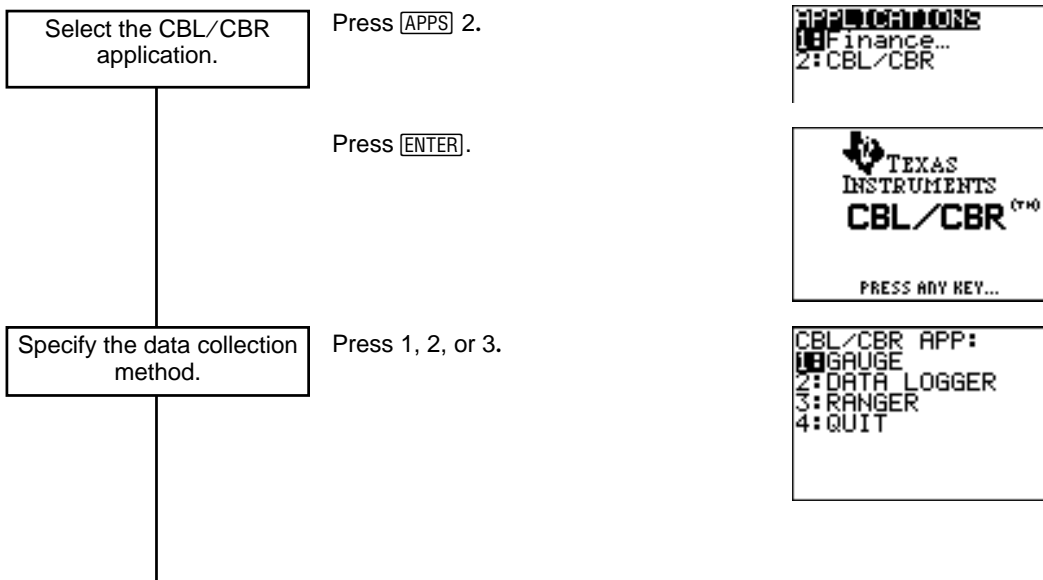 Select the CBL/CBR
application.
Press [APPS] 2.
APPLICATIONS
1:Finance…
2:CBL/CBR
Press [ENTER].
TEXAS
INSTRUMENTS
CBL/CBR (TM)
PRESS ANY KEY...
Specify the data collection
method.
Press 1, 2, or 3.
CBL/CBR APP:
1:GAUGE
2:DATA LOGGER
3:RANGER
4:QUIT